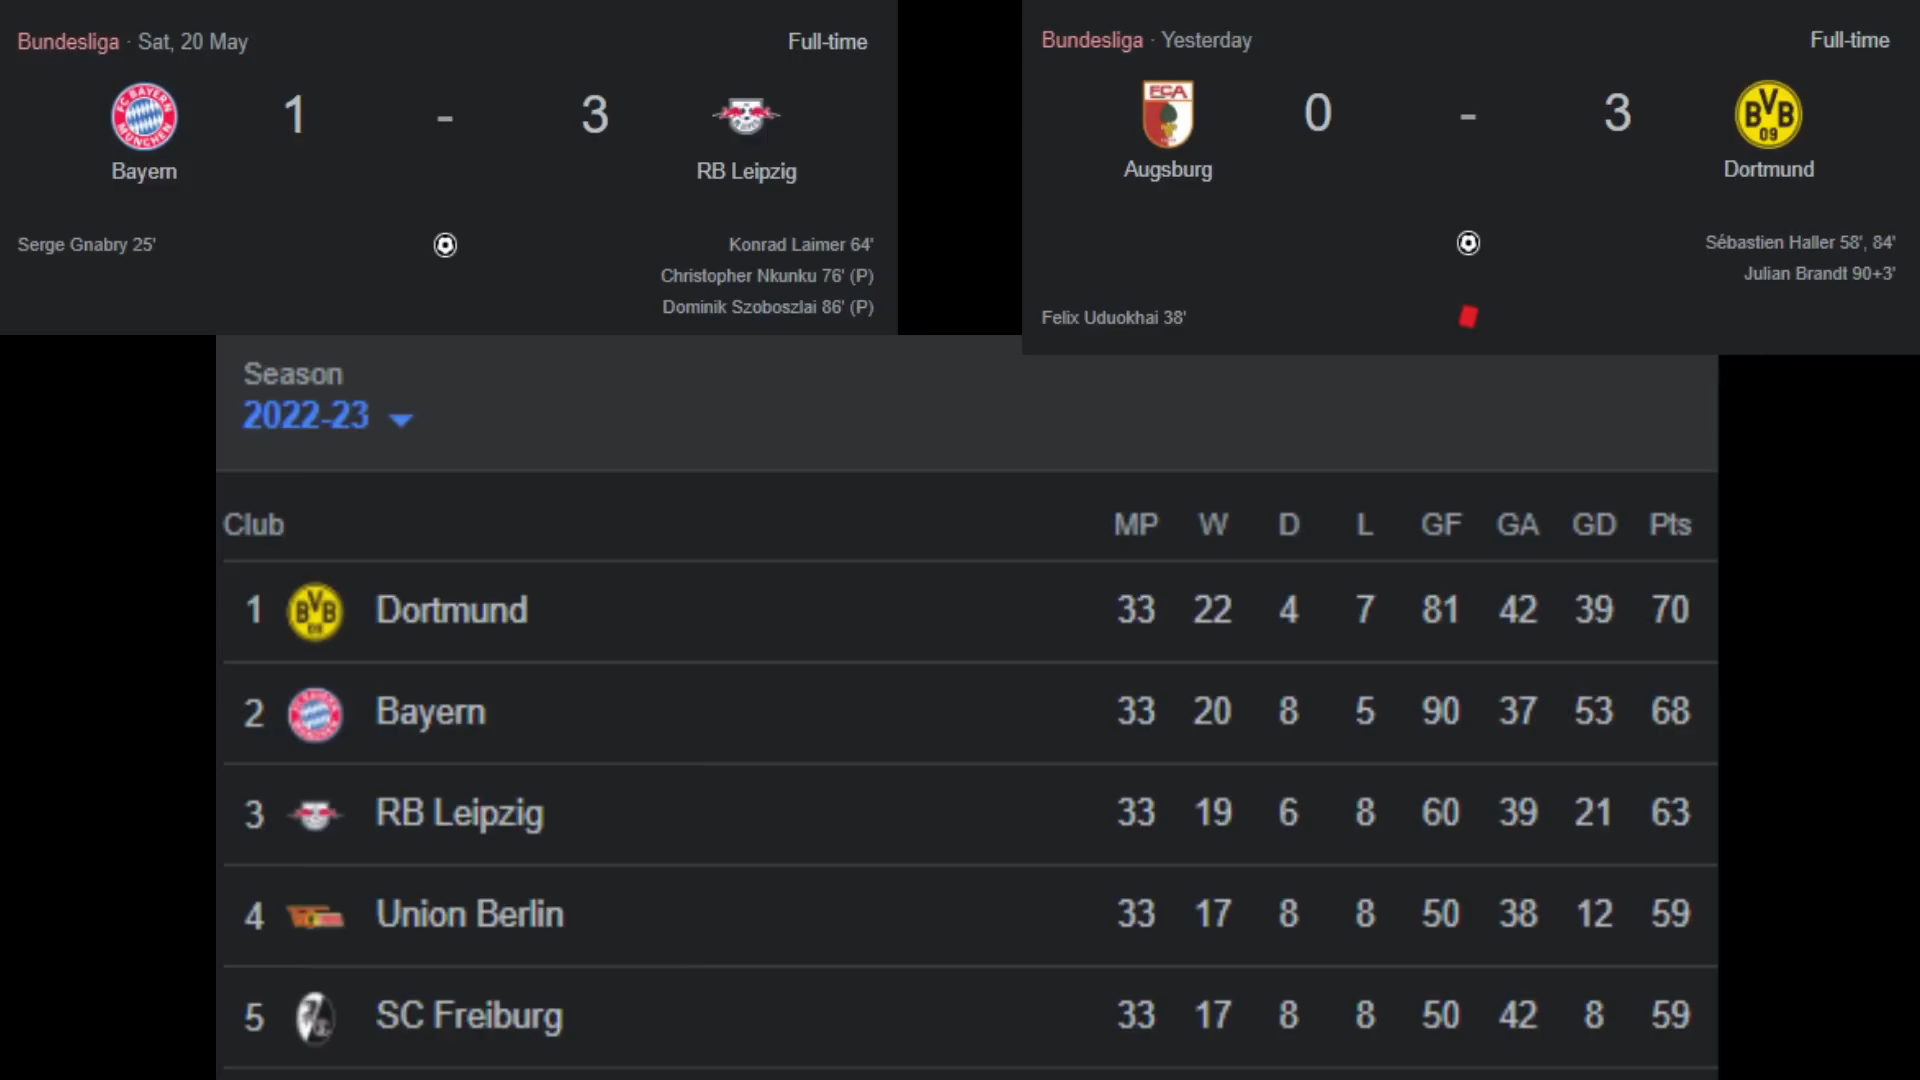 Bundesliga · Sat, 20 May Full-time
1 - 3
Bayern RB Leipzig
Serge Gnabry 25' Konrad Laimer 64'
Christopher Nkunku 76' (P)
Dominik Szoboszlai 86' (P)
Bundesliga · Yesterday Full-time
FCA 0 - 3 BVB 09
Augsburg Dortmund
Sébastien Haller 58', 84'
Julian Brandt 90+3'
Felix Uduokhai 38'
Season
2022-23
Club MP W D L GF GA GD Pts
1 BVB 09 Dortmund 33 22 4 7 81 42 39 70
2 Bayern 33 20 8 5 90 37 53 68
3 RB Leipzig 33 19 6 8 60 39 21 63
4 Union Berlin 33 17 8 8 50 38 12 59
5 SC Freiburg 33 17 8 8 50 42 8 59